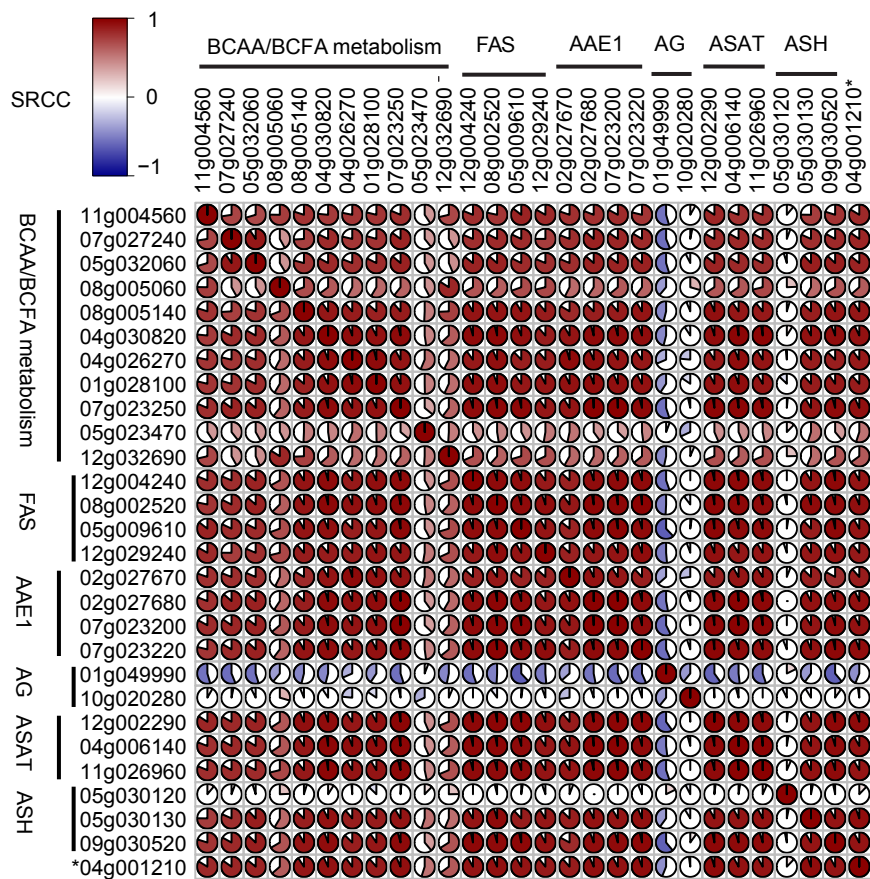 1
0
−1
SRCC
BCAA/BCFA metabolism
FAS
AAE1
AG
ASAT
ASH
11g004560
07g027240
05g032060
08g005060
08g005140
04g030820
04g026270
01g028100
07g023250
05g023470
12g032690-
12g004240
08g002520
05g009610
12g029240
02g027670
02g027680
07g023200
07g023220
01g049990
10g020280
12g002290
04g006140
11g026960
05g030120
05g030130
09g030520
04g001210*
BCAA/BCFA metabolism
11g004560
07g027240
05g032060
08g005060
08g005140
04g030820
04g026270
01g028100
07g023250
05g023470
12g032690
FAS
12g004240
08g002520
05g009610
12g029240
AAE1
02g027670
02g027680
07g023200
07g023220
AG
01g049990
10g020280
ASAT
12g002290
04g006140
11g026960
ASH
05g030120
05g030130
09g030520
*04g001210